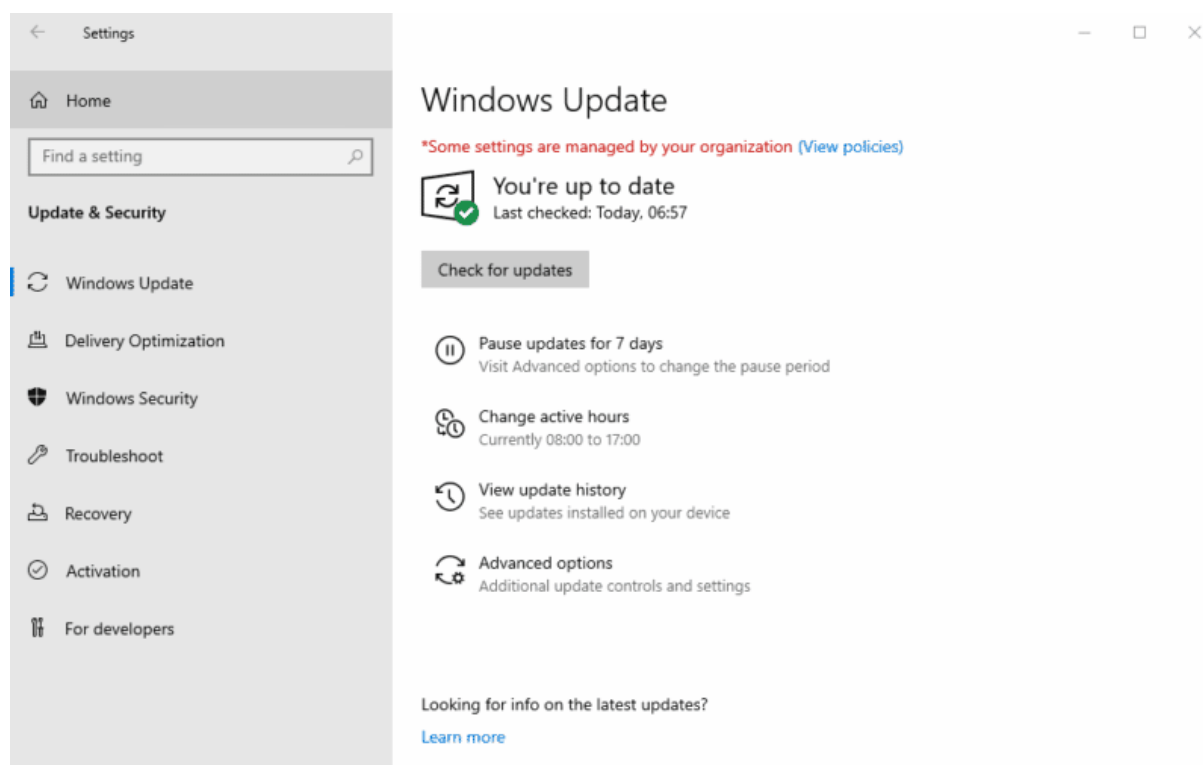 Settings
Home
Find a setting
Update & Security
Windows Update
Delivery Optimization
Windows Security
Troubleshoot
Recovery
Activation
For developers
Windows Update
*Some settings are managed by your organization (View policies)
You're up to date
Last checked: Today, 06:57
Check for updates
Pause updates for 7 days
Visit Advanced options to change the pause period
Change active hours
Currently 08:00 to 17:00
View update history
See updates installed on your device
Advanced options
Additional update controls and settings
Looking for info on the latest updates?
Learn more